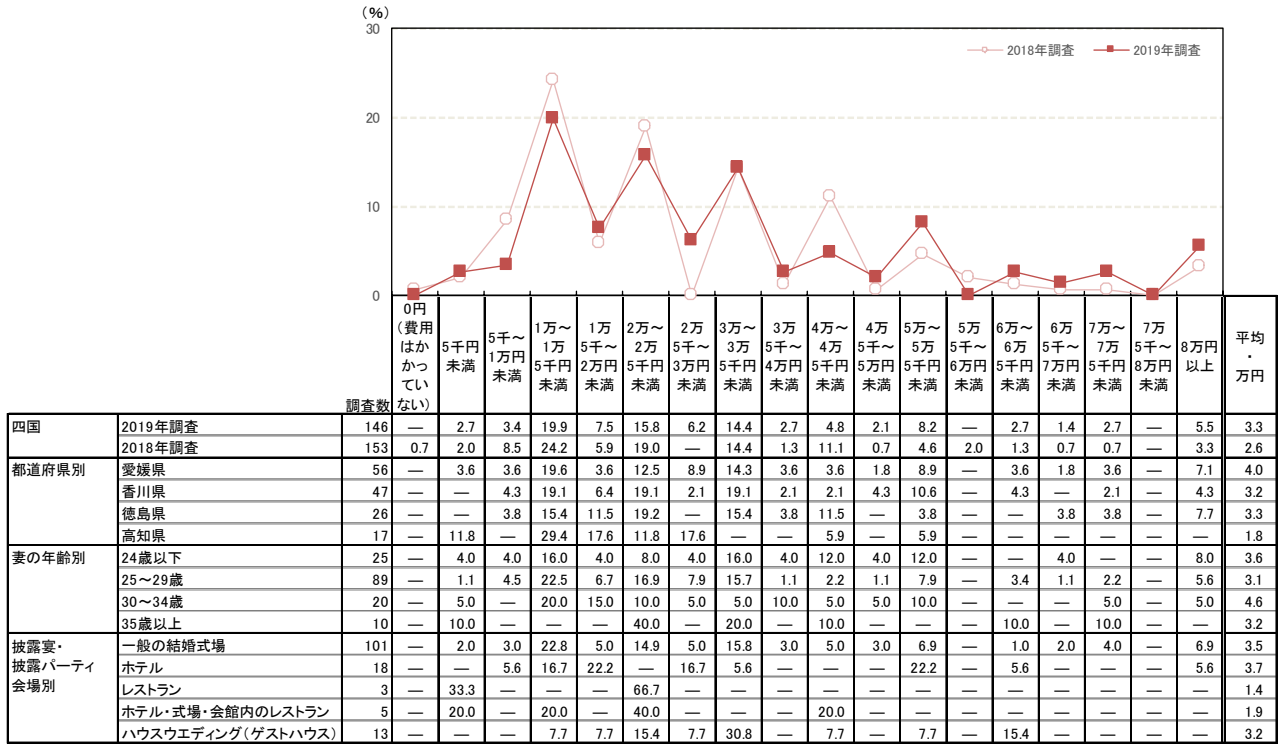 (%)
30
20
10
0
2018年調査 2019年調査
調査数 0円(費用はかかっていない) 5千円未満 5千～1万円未満 1万～1万5千円未満 1万5千～2万円未満 2万～2万5千円未満 2万5千～3万円未満 3万～3万5千円未満 3万5千～4万円未満 4万～4万5千円未満 4万5千～5万円未満 5万～5万5千円未満 5万5千～6万円未満 6万～6万5千円未満 6万5千～7万円未満 7万～7万5千円未満 7万5千～8万円未満 8万円以上 平均・万円
四国 2019年調査 146 ― 2.7 3.4 19.9 7.5 15.8 6.2 14.4 2.7 4.8 2.1 8.2 ― 2.7 1.4 2.7 ― 5.5 3.3
2018年調査 153 0.7 2.0 8.5 24.2 5.9 19.0 ― 14.4 1.3 11.1 0.7 4.6 2.0 1.3 0.7 0.7 ― 3.3 2.6
都道府県別 愛媛県 56 ― 3.6 3.6 19.6 3.6 12.5 8.9 14.3 3.6 3.6 1.8 8.9 ― 3.6 1.8 3.6 ― 7.1 4.0
香川県 47 ― ― 4.3 19.1 6.4 19.1 2.1 19.1 2.1 2.1 4.3 10.6 ― 4.3 ― 2.1 ― 4.3 3.2
徳島県 26 ― ― 3.8 15.4 11.5 19.2 ― 15.4 3.8 11.5 ― 3.8 ― ― 3.8 3.8 ― 7.7 3.3
高知県 17 ― 11.8 ― 29.4 17.6 11.8 17.6 ― ― 5.9 ― 5.9 ― ― ― ― ― ― 1.8
妻の年齢別 24歳以下 25 ― 4.0 4.0 16.0 4.0 8.0 4.0 16.0 4.0 12.0 4.0 12.0 ― ― 4.0 ― ― 8.0 3.6
25～29歳 89 ― 1.1 4.5 22.5 6.7 16.9 7.9 15.7 1.1 2.2 1.1 7.9 ― 3.4 1.1 2.2 ― 5.6 3.1
30～34歳 20 ― 5.0 ― 20.0 15.0 10.0 5.0 5.0 10.0 5.0 5.0 10.0 ― ― ― 5.0 ― 5.0 4.6
35歳以上 10 ― 10.0 ― ― ― 40.0 ― 20.0 ― 10.0 ― ― ― 10.0 ― 10.0 ― ― 3.2
披露宴・披露パーティ会場別 一般の結婚式場 101 ― 2.0 3.0 22.8 5.0 14.9 5.0 15.8 3.0 5.0 3.0 6.9 ― 1.0 2.0 4.0 ― 6.9 3.5
ホテル 18 ― ― 5.6 16.7 22.2 ― 16.7 5.6 ― ― ― 22.2 ― 5.6 ― ― ― 5.6 3.7
レストラン 3 ― 33.3 ― ― ― 66.7 ― ― ― ― ― ― ― ― ― ― ― ― 1.4
ホテル・式場・会館内のレストラン 5 ― 20.0 ― 20.0 ― 40.0 ― ― ― 20.0 ― ― ― ― ― ― ― ― 1.9
ハウスウエディング(ゲストハウス) 13 ― ― ― 7.7 7.7 15.4 7.7 30.8 ― 7.7 ― 7.7 ― 15.4 ― ― ― ― 3.2